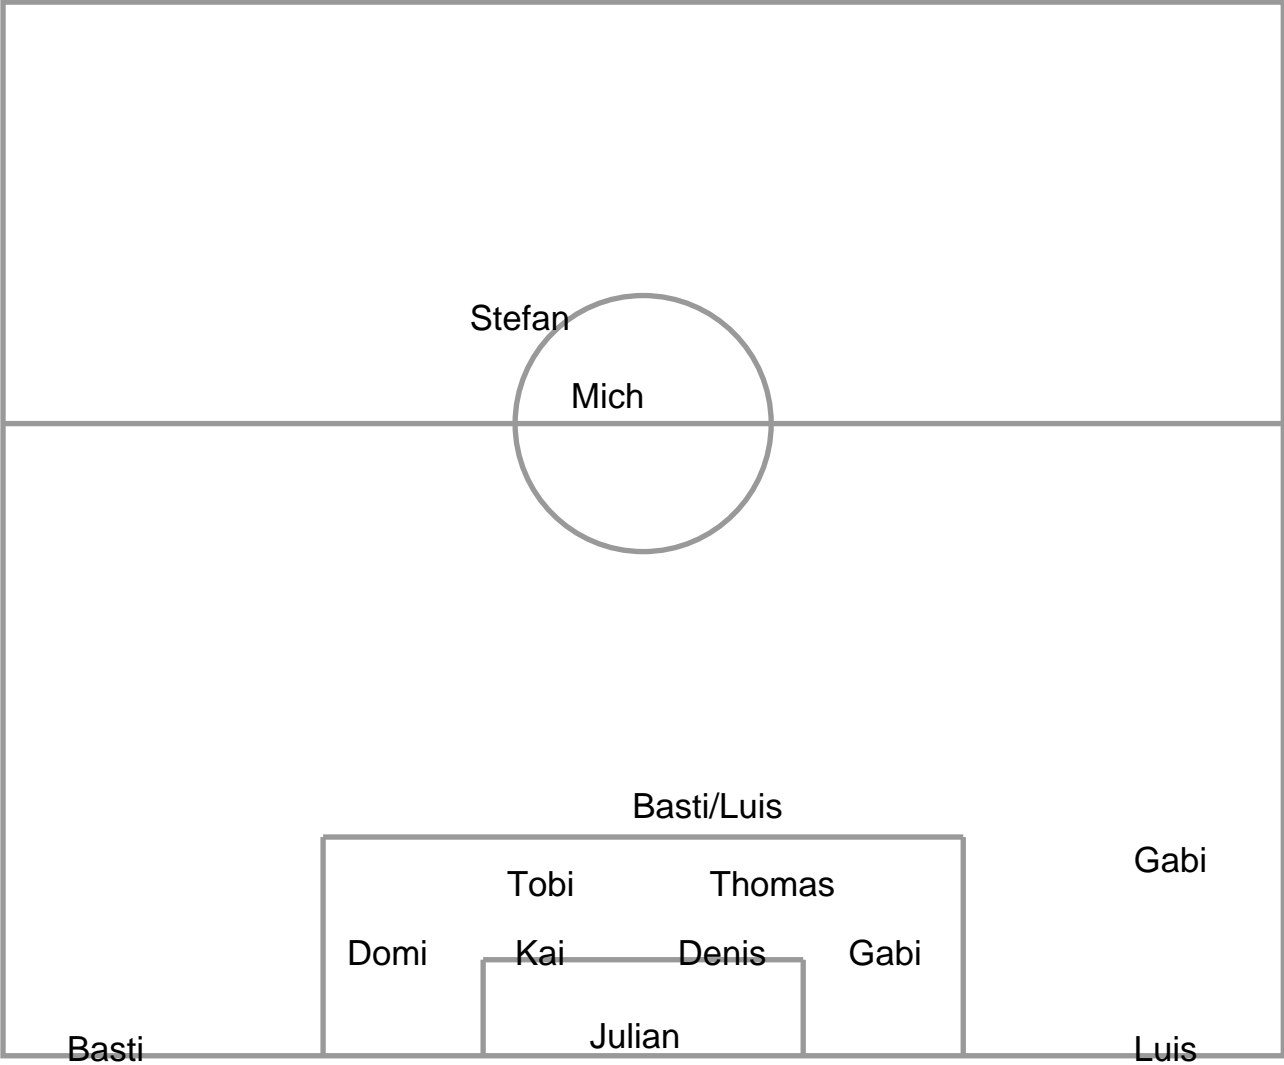 Stefan
Mich
Basti/Luis
Gabi
Tobi Thomas
Domi Kai Denis Gabi
Julian
Basti Luis